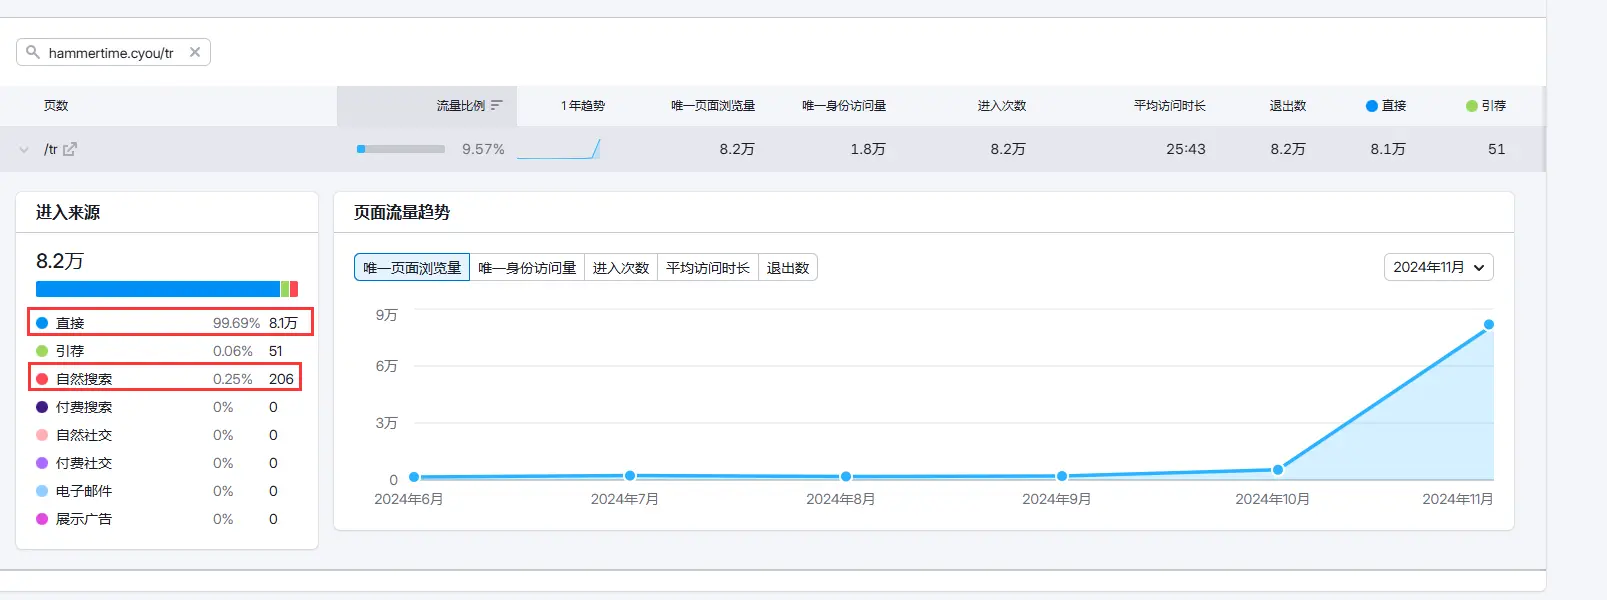 hammertime.cyou/tr
页数 流量比例 1年趋势 唯一页面浏览量 唯一身份访问量 进入次数 平均访问时长 退出数 直接 引荐
/tr 9.57% 8.2万 1.8万 8.2万 25:43 8.2万 8.1万 51
进入来源
8.2万
直接 99.69% 8.1万
引荐 0.06% 51
自然搜索 0.25% 206
付费搜索 0% 0
自然社交 0% 0
付费社交 0% 0
电子邮件 0% 0
展示广告 0% 0
页面流量趋势
唯一页面浏览量 唯一身份访问量 进入次数 平均访问时长 退出数 2024年11月
9万
6万
3万
0
2024年6月 2024年7月 2024年8月 2024年9月 2024年10月 2024年11月